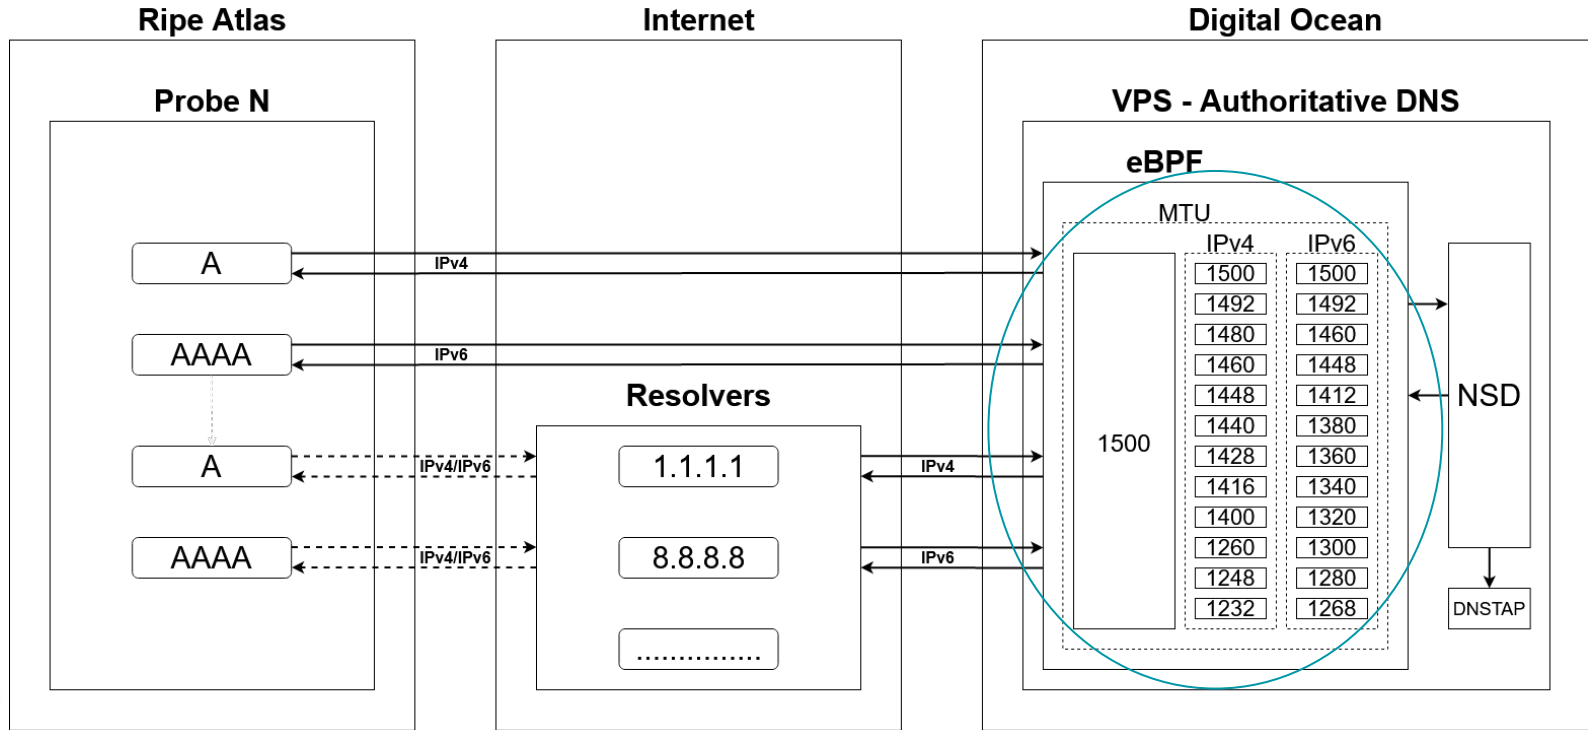 Ripe Atlas
Internet
Digital Ocean
Probe N
VPS - Authoritative DNS
eBPF
MTU
IPv4
IPv6
A
IPv4
AAAA
IPv6
A
IPv4/IPv6
AAAA
IPv4/IPv6
Resolvers
1.1.1.1
8.8.8.8
...............
IPv4
IPv6
1500
1500
1492
1480
1460
1448
1440
1428
1416
1400
1260
1248
1232
1500
1492
1460
1448
1412
1380
1360
1340
1320
1300
1280
1268
NSD
DNSTAP